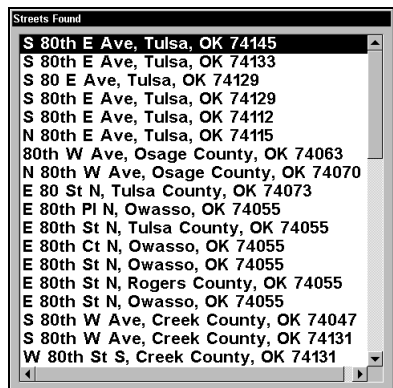 Streets Found
S 80th E Ave, Tulsa, OK 74145
S 80th E Ave, Tulsa, OK 74133
S 80 E Ave, Tulsa, OK 74129
S 80th E Ave, Tulsa, OK 74129
S 80th E Ave, Tulsa, OK 74112
N 80th E Ave, Tulsa, OK 74115
80th W Ave, Osage County, OK 74063
N 80th W Ave, Osage County, OK 74070
E 80 St N, Tulsa County, OK 74073
E 80th Pl N, Owasso, OK 74055
E 80th St N, Tulsa County, OK 74055
E 80th Ct N, Owasso, OK 74055
E 80th St N, Owasso, OK 74055
E 80th St N, Rogers County, OK 74055
E 80th St N, Owasso, OK 74055
S 80th W Ave, Creek County, OK 74047
S 80th W Ave, Creek County, OK 74131
W 80th St S, Creek County, OK 74131